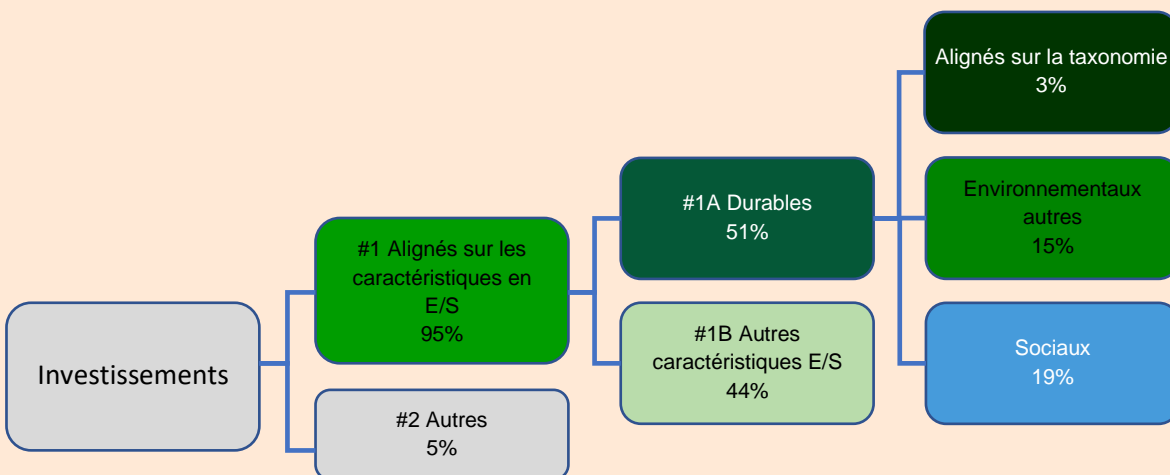 Investissements
#1 Alignés sur les
caractéristiques en
E/S
95%
#2 Autres
5%
#1A Durables
51%
#1B Autres
caractéristiques E/S
44%
Alignés sur la taxonomie
3%
Environnementaux
autres
15%
Sociaux
19%